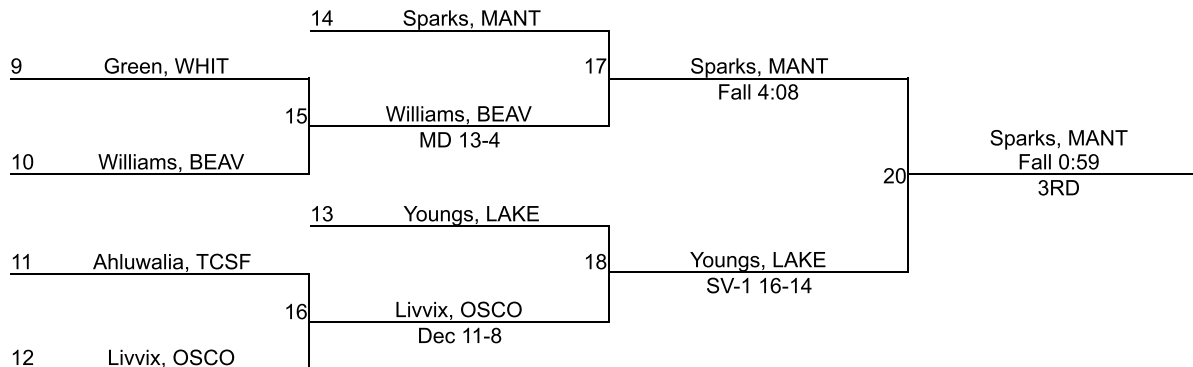 14 Sparks, MANT
9 Green, WHIT
17 Sparks, MANT
Fall 4:08
15 Williams, BEAV
MD 13-4
10 Williams, BEAV
Sparks, MANT
Fall 0:59
20
3RD
13 Youngs, LAKE
11 Ahluwalia, TCSF
18 Youngs, LAKE
SV-1 16-14
16 Livvix, OSCO
Dec 11-8
12 Livvix, OSCO